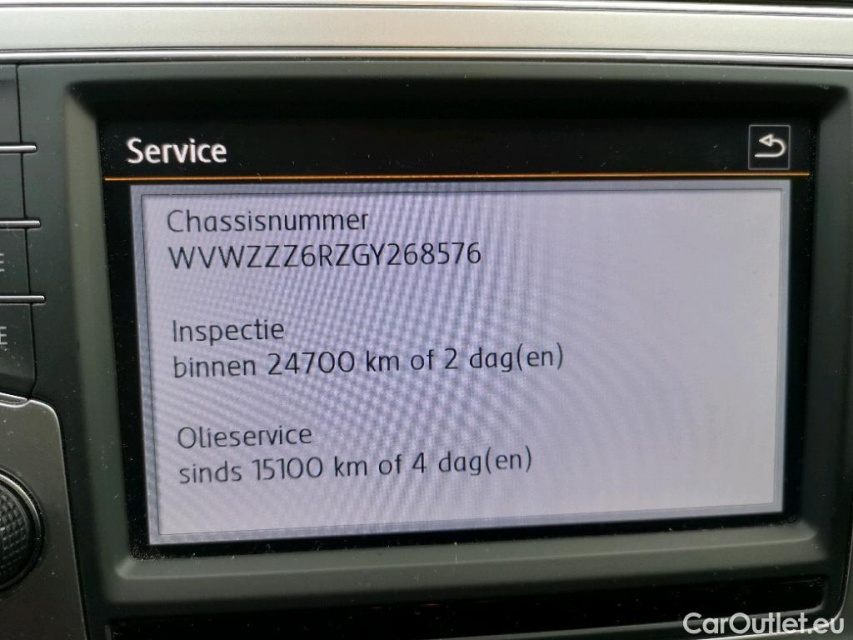 Service
Chassisnummer
WVWZZZ6RZGY268576
Inspectie
binnen 24700 km of 2 dag(en)
Olieservice
sinds 15100 km of 4 dag(en)
E
E
CarOutlet.eu